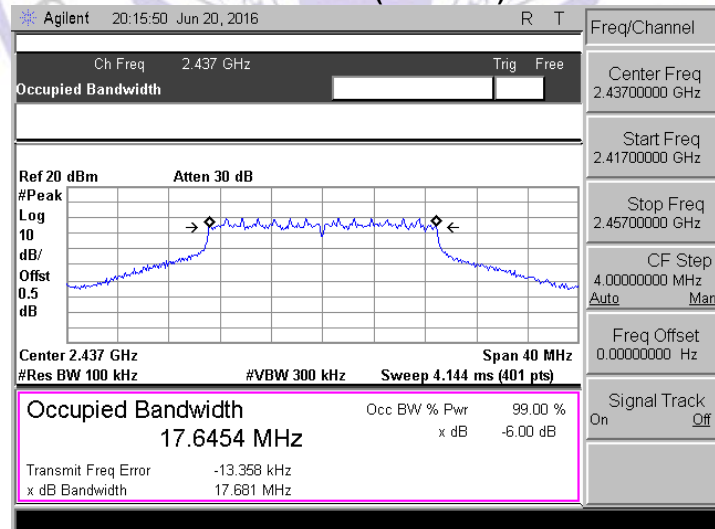 Agilent 20:15:50 Jun 20, 2016 R T
Freq/Channel
Ch Freq 2.437 GHz Trig Free
Occupied Bandwidth
Center Freq
2.43700000 GHz
Start Freq
2.41700000 GHz
Stop Freq
2.45700000 GHz
CF Step
4.00000000 MHz
Auto Man
Freq Offset
0.00000000 Hz
Signal Track
On Off
Ref 20 dBm Atten 30 dB
#Peak
Log
10
dB/
Offst
0.5
dB
Center 2.437 GHz Span 40 MHz
#Res BW 100 kHz #VBW 300 kHz Sweep 4.144 ms (401 pts)
Occupied Bandwidth Occ BW % Pwr 99.00 %
17.6454 MHz x dB -6.00 dB
Transmit Freq Error -13.358 kHz
x dB Bandwidth 17.681 MHz